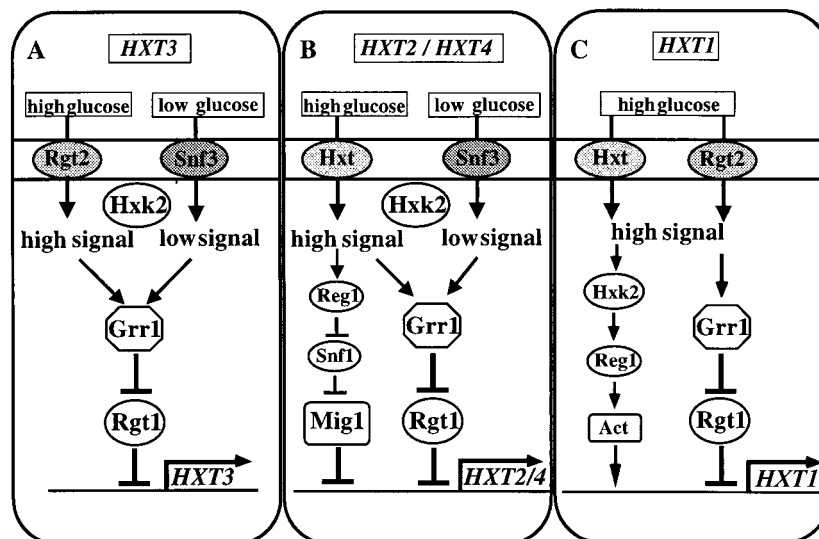 A
HXT3
high glucose
low glucose
Rgt2
Snf3
Hxk2
high signal
low signal
Grr1
Rgt1
HXT3
B
HXT2 / HXT4
high glucose
low glucose
Hxt
Snf3
Hxk2
high signal
low signal
Reg1
Grr1
Snf1
Mig1
Rgt1
HXT2/4
C
HXT1
high glucose
Hxt
Rgt2
high signal
Hxk2
Grr1
Reg1
Act
Rgt1
HXT1